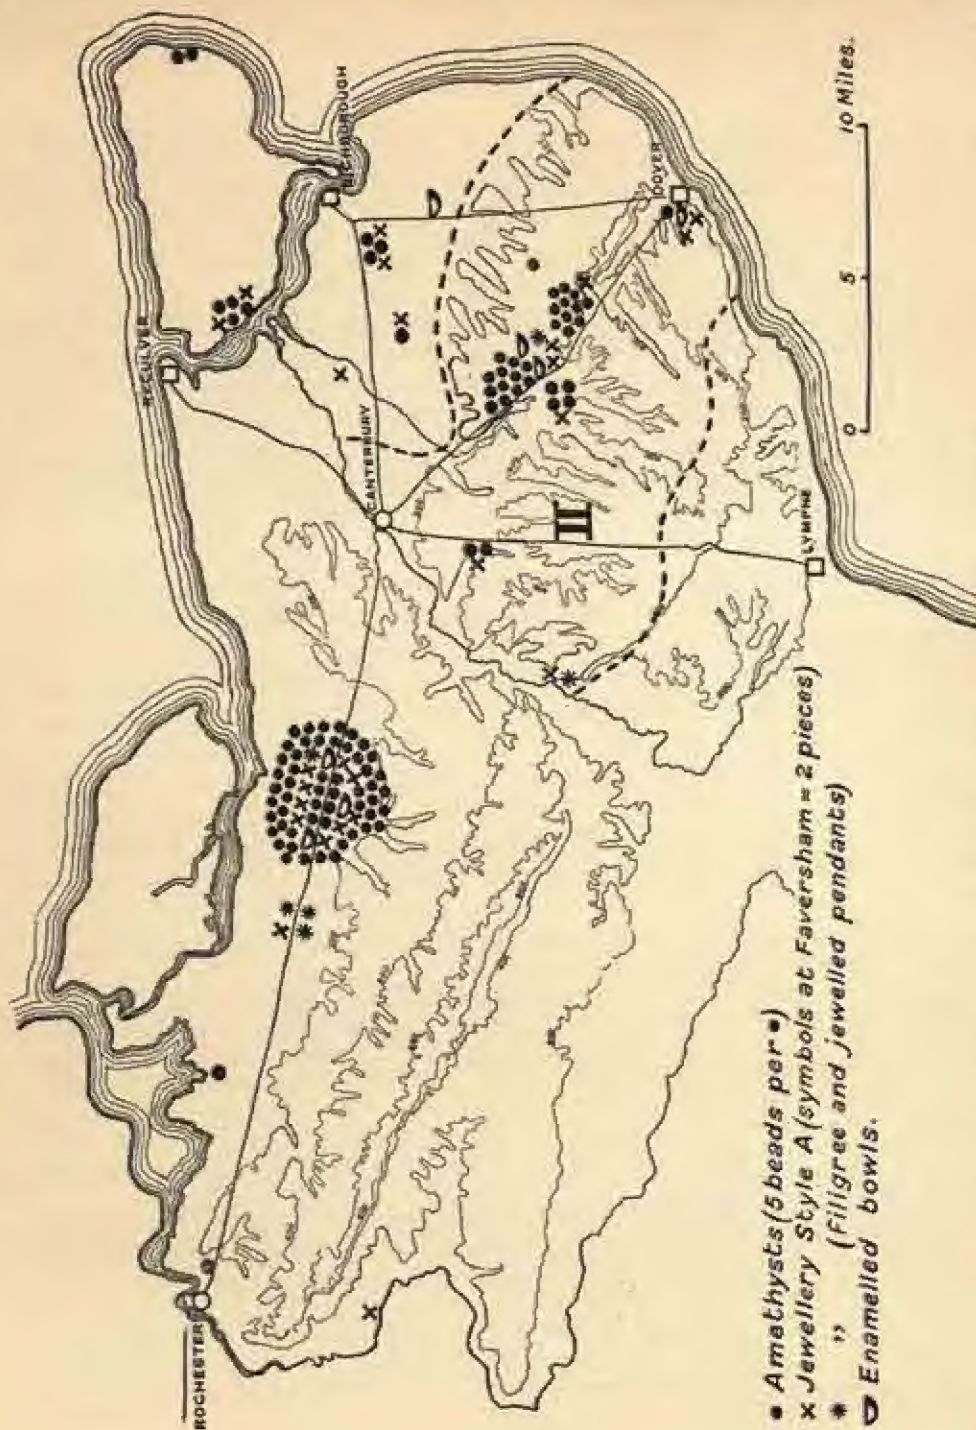 ROCHESTER
RECULVER
RICHBOROUGH
CANTERBURY
DOVER
LYMPNE
II
0 5 10 Miles.
Amethysts (5 beads per •)
Jewellery Style A (symbols at Faversham = 2 pieces)
" (Filigree and jewelled pendants)
Enamelled bowls.